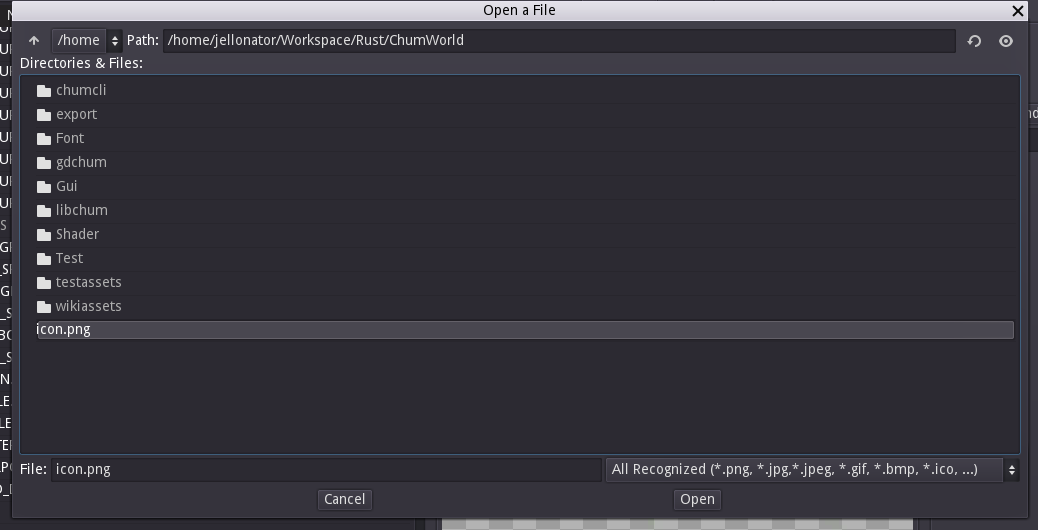 Open a File
/home Path: /home/jellonator/Workspace/Rust/ChumWorld
Directories & Files:
chumcli
export
Font
gdchum
Gui
libchum
Shader
Test
testassets
wikiassets
icon.png
File: icon.png All Recognized (*.png, *.jpg,*.jpeg, *.gif, *.bmp, *.ico, ...)
Cancel Open